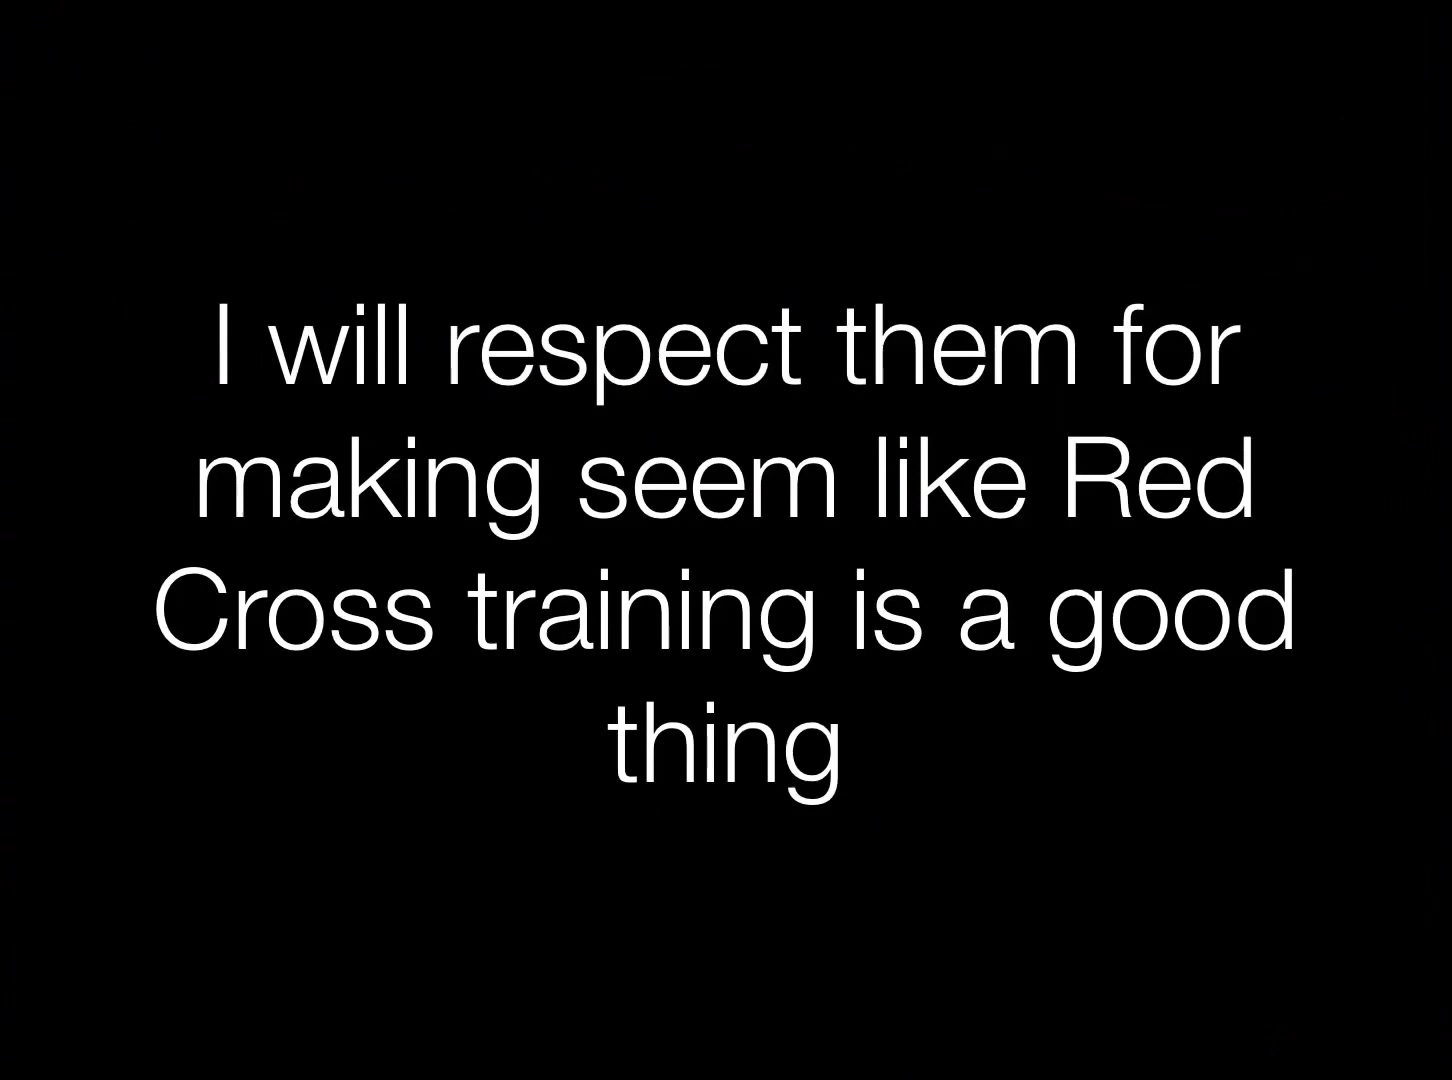 I will respect them for
making seem like Red
Cross training is a good
thing